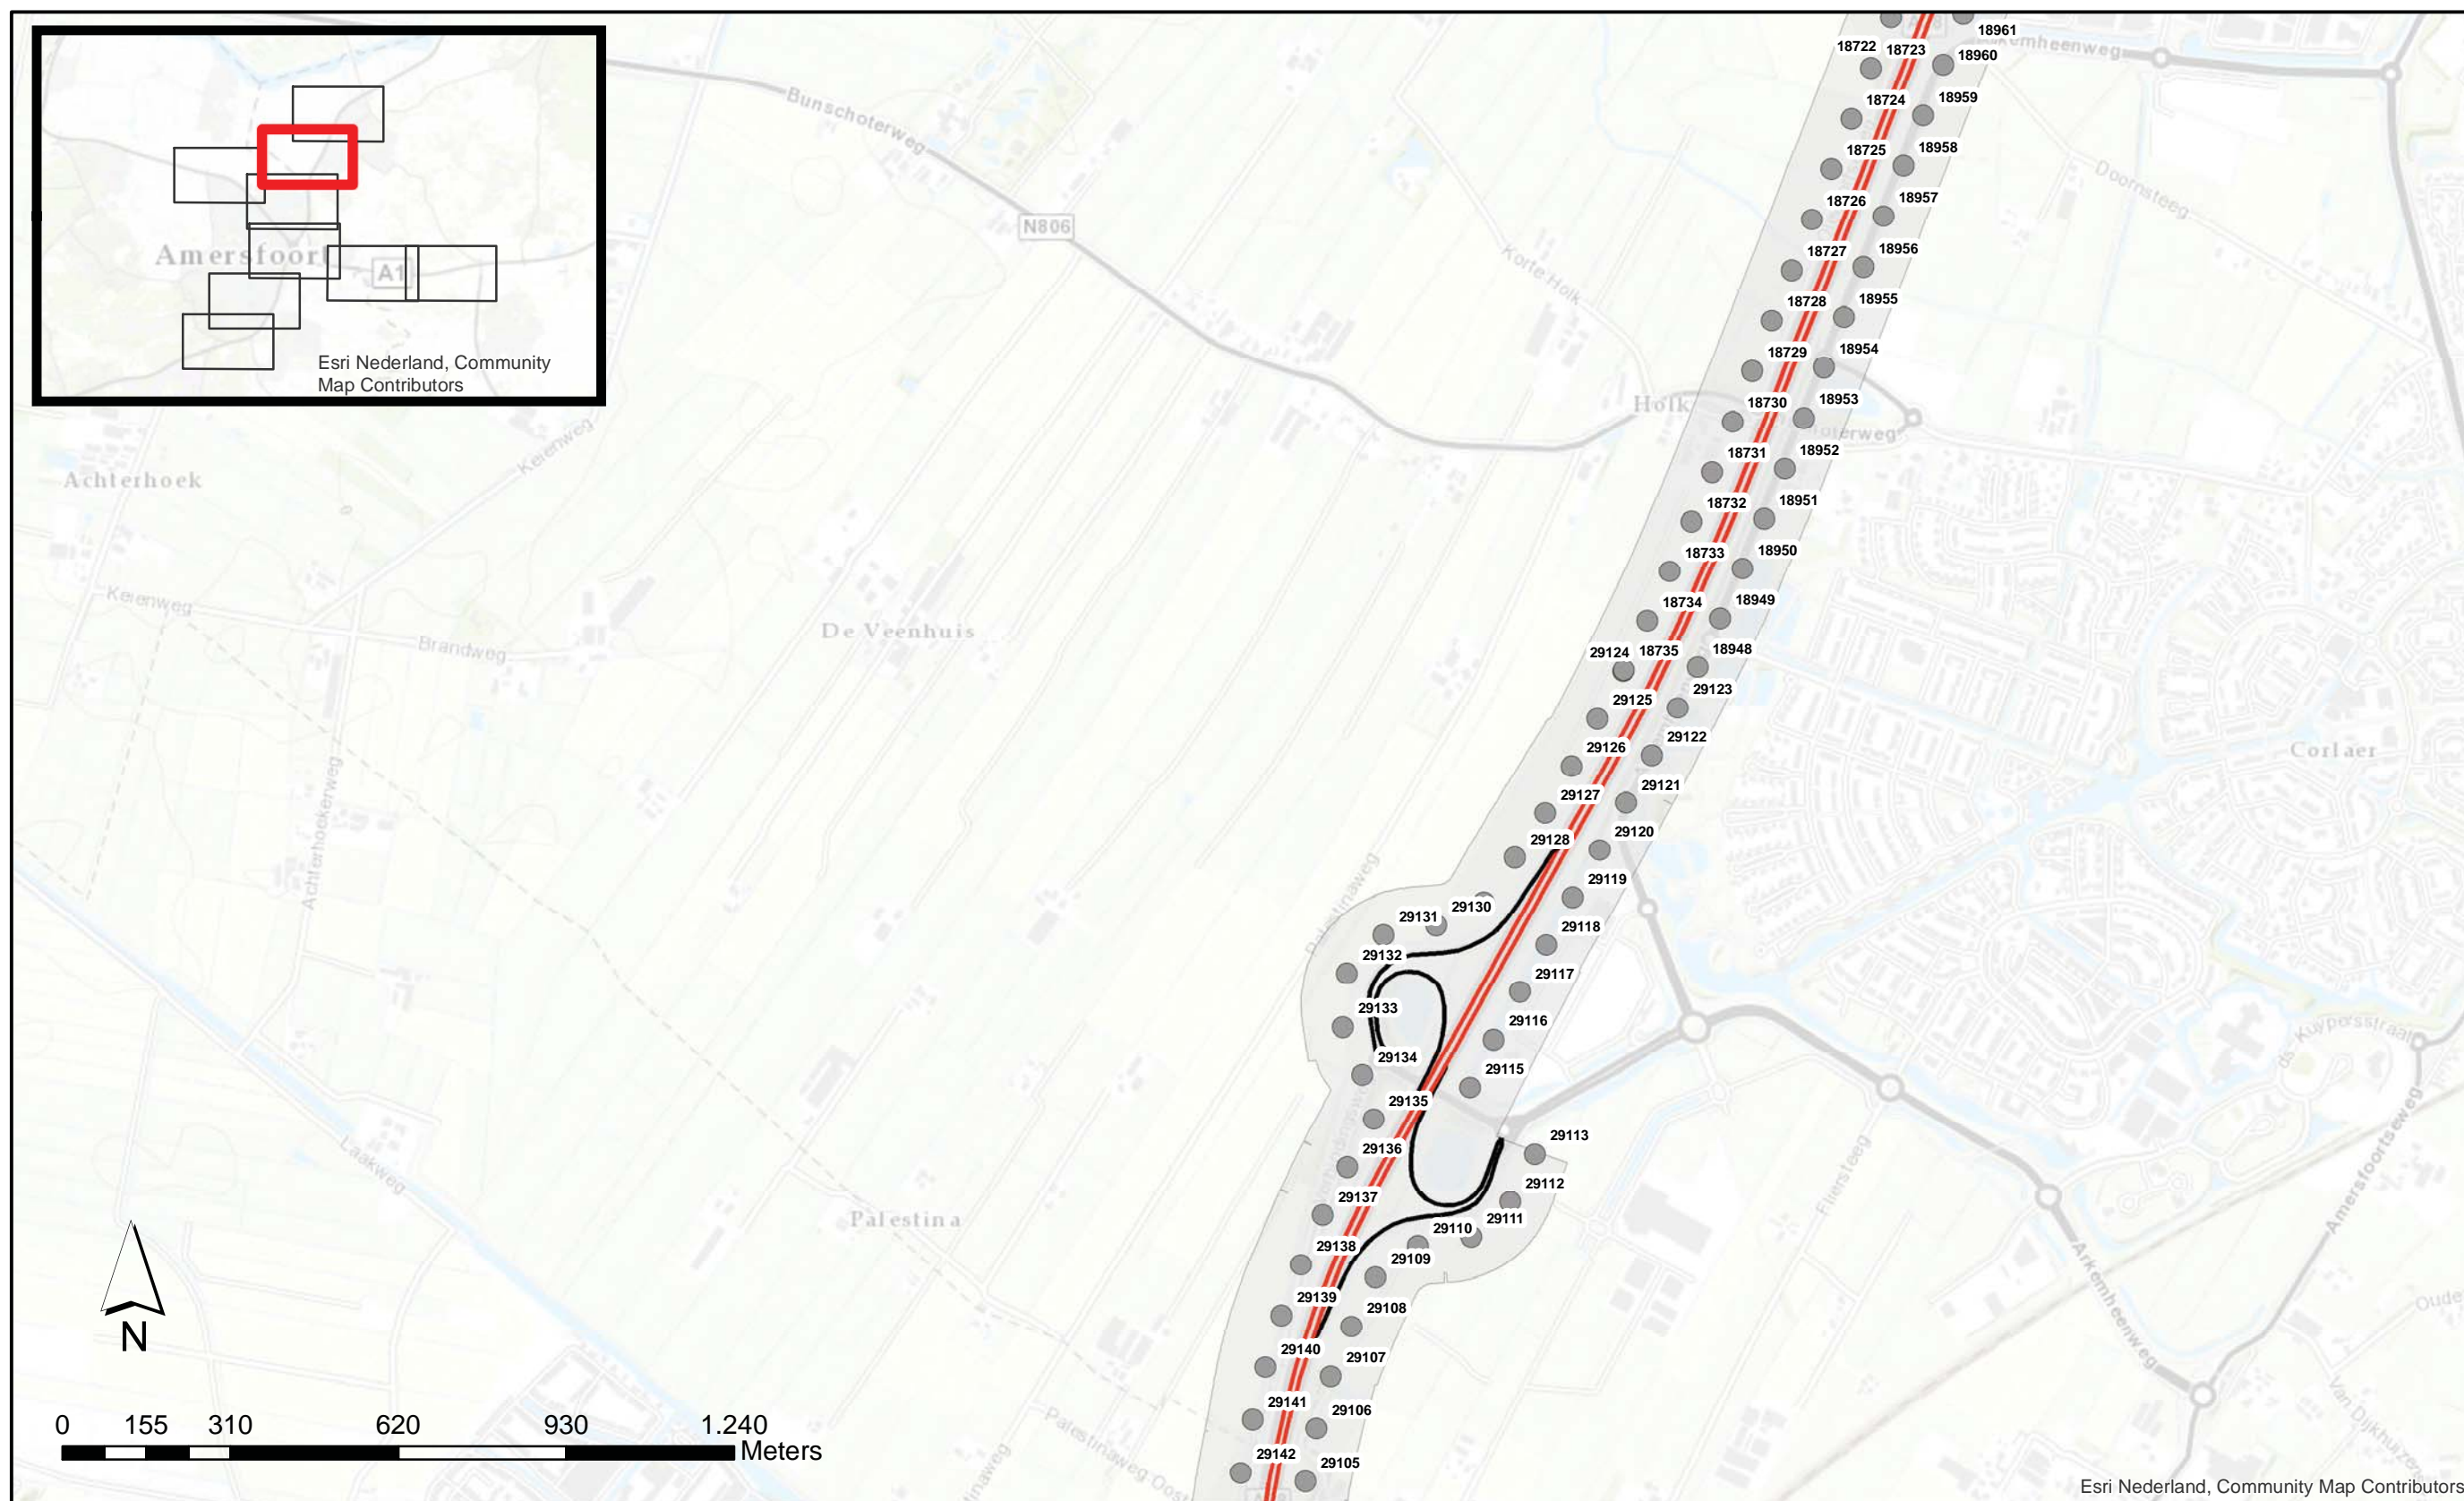 Amersfoort
A1
Esri Nederland, Community
Map Contributors
Bunschoterweg
N806
Korte Holk
Doornsteeg
Holk
Achterhoek
Keienweg
Keienweg
Brandweg
De Veenhuis
Achterhoekerweg
Palestinaweg
Corlaer
ds. Kuypersstraat
Laakweg
Palestina
Fliersteeg
Amersfoortseweg
Arkemheenweg
Palestinaweg Oost
18961
18722
18723
18960
18724
18959
18725
18958
18726
18957
18727
18956
18728
18955
18729
18954
18730
18953
18731
18952
18732
18951
18733
18950
18734
18949
29124
18735
18948
29125
29123
29126
29122
29127
29121
29128
29120
29119
29130
29131
29118
29132
29117
29133
29116
29134
29115
29135
29113
29136
29112
29137
29111
29110
29138
29109
29139
29108
29140
29107
29141
29106
29142
29105
N
0 155 310 620 930 1.240
Meters
Esri Nederland, Community Map Contributors